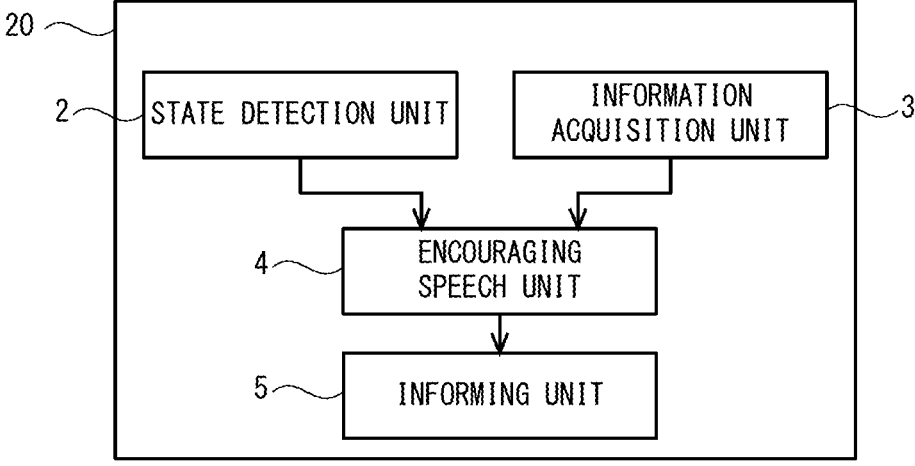 20
2
STATE DETECTION UNIT
INFORMATION
ACQUISITION UNIT
3
4
ENCOURAGING
SPEECH UNIT
5
INFORMING UNIT